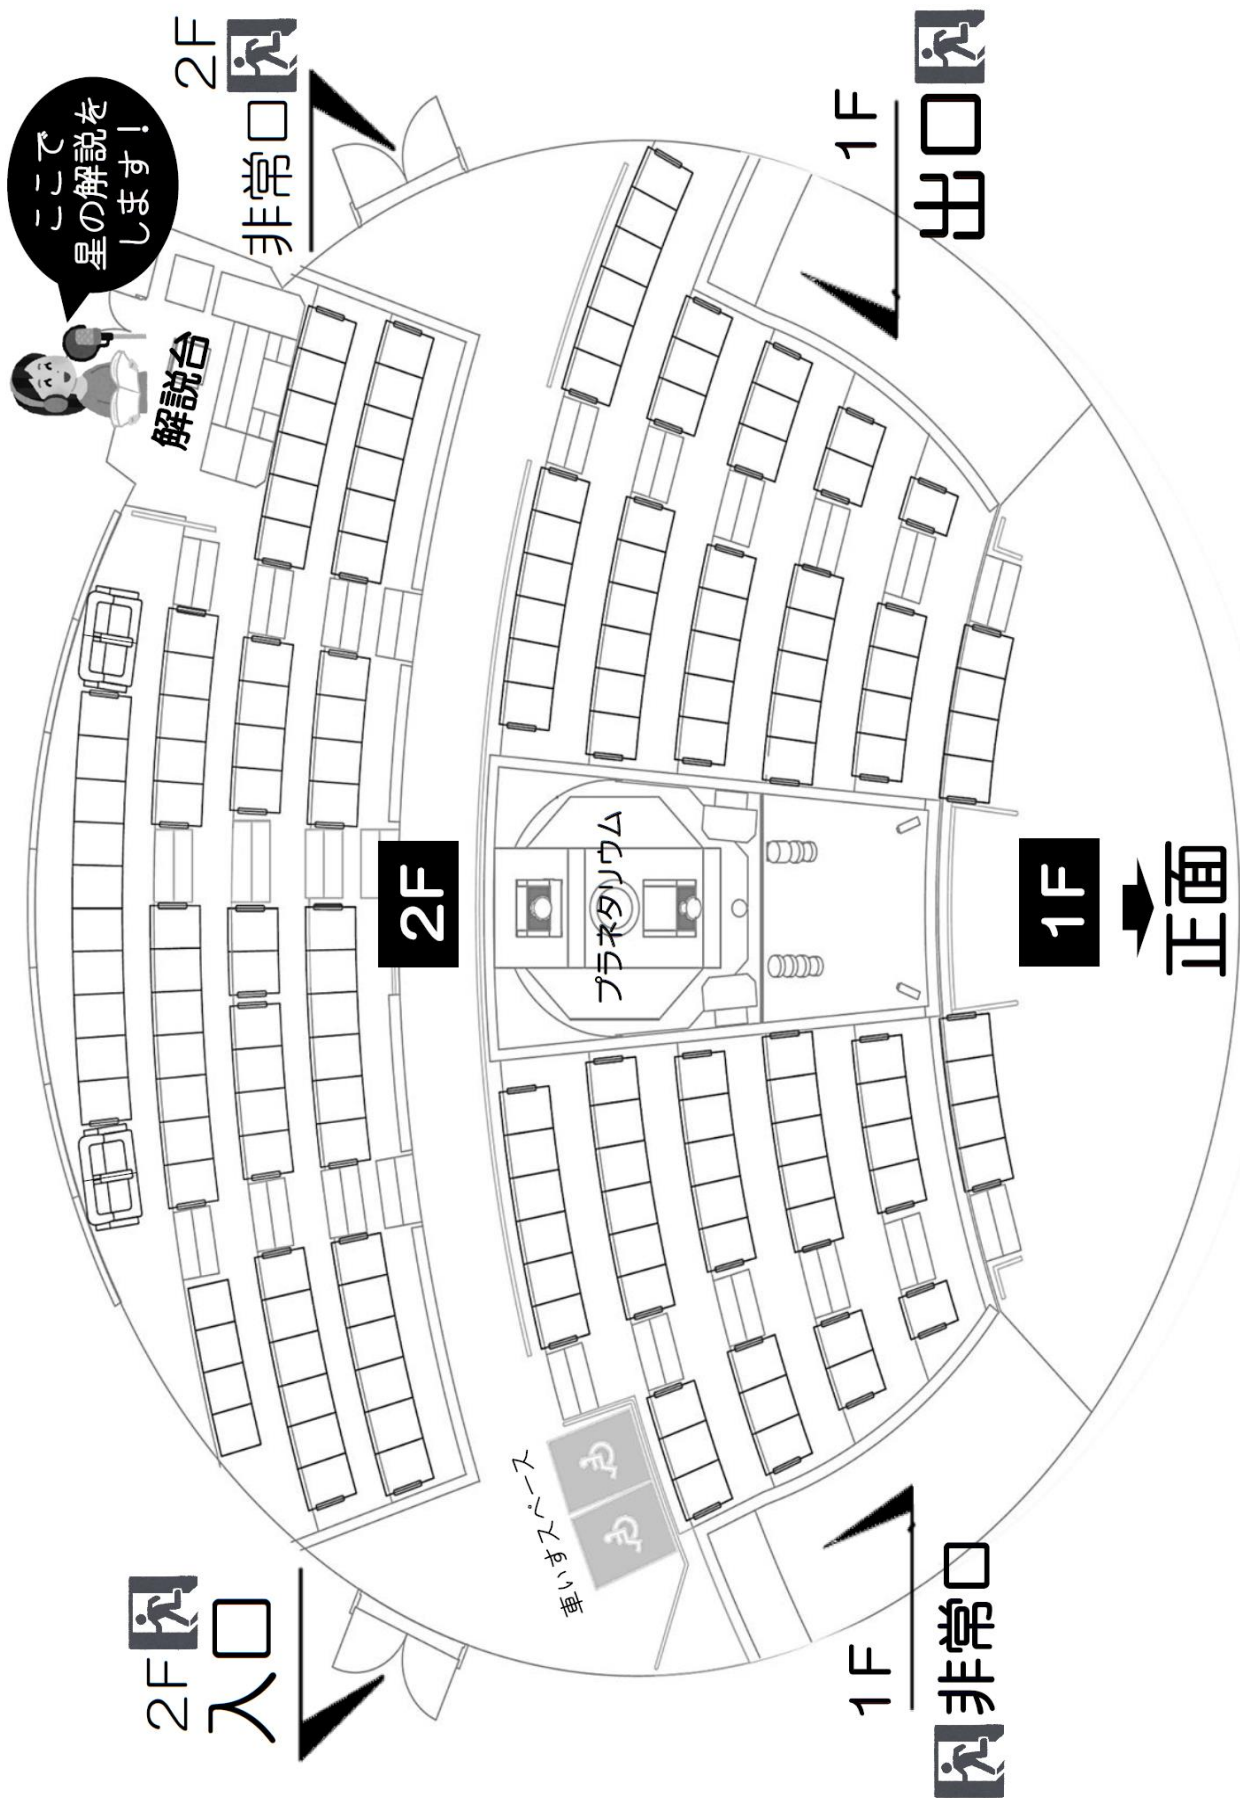 ここで
星の解説を
します！
解説台
2F
非常口
2F
入口
2F
プラネタリウム
車いすスペース
1F
出口
1F
非常口
1F
正面